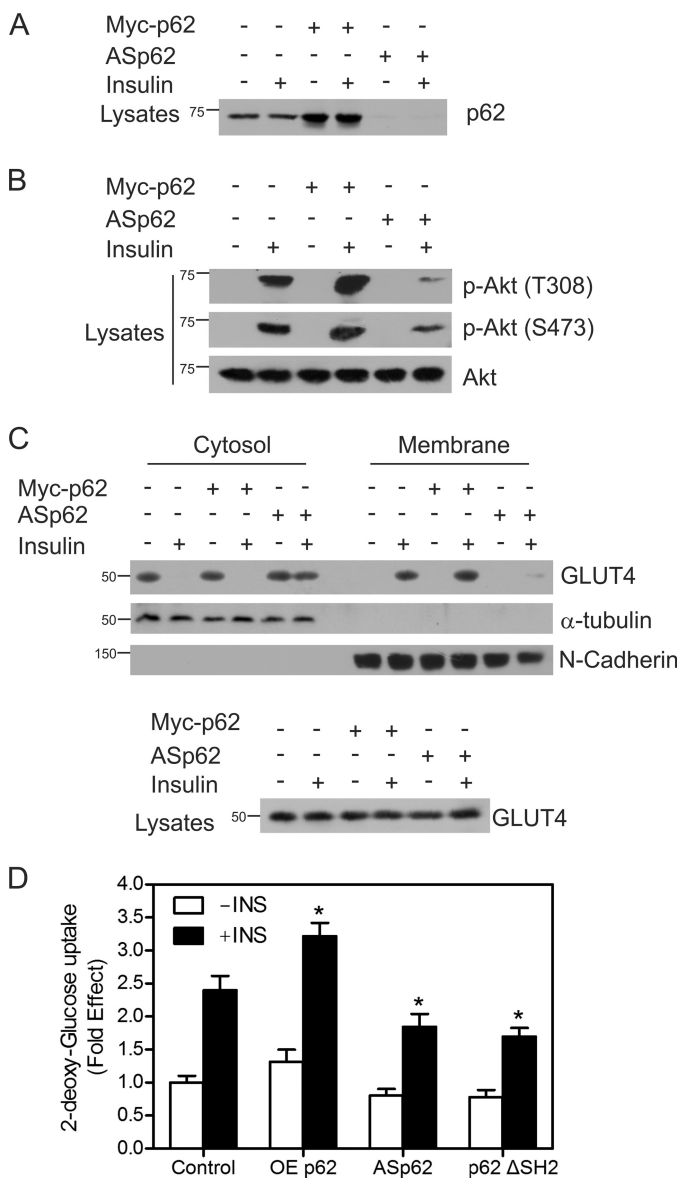 A
Myc-p62 - - + + - -
ASp62 - - - - + +
Insulin - + - + - +
Lysates 75 p62
B
Myc-p62 - - + + - -
ASp62 - - - - + +
Insulin - + - + - +
75 p-Akt (T308)
Lysates
75 p-Akt (S473)
75 Akt
C
Cytosol Membrane
Myc-p62 - - + + - - - - + + - -
ASp62 - - - - + + - - - - + +
Insulin - + - + - + - + - + - +
50 GLUT4
50 α-tubulin
150 N-Cadherin
Myc-p62 - - + + - -
ASp62 - - - - + +
Insulin - + - + - +
Lysates 50 GLUT4
D
2-deoxy-Glucose uptake
(Fold Effect)
4.0
3.5
3.0
2.5
2.0
1.5
1.0
0.5
0.0
–INS
+INS
* * *
Control OE p62 ASp62 p62 ΔSH2